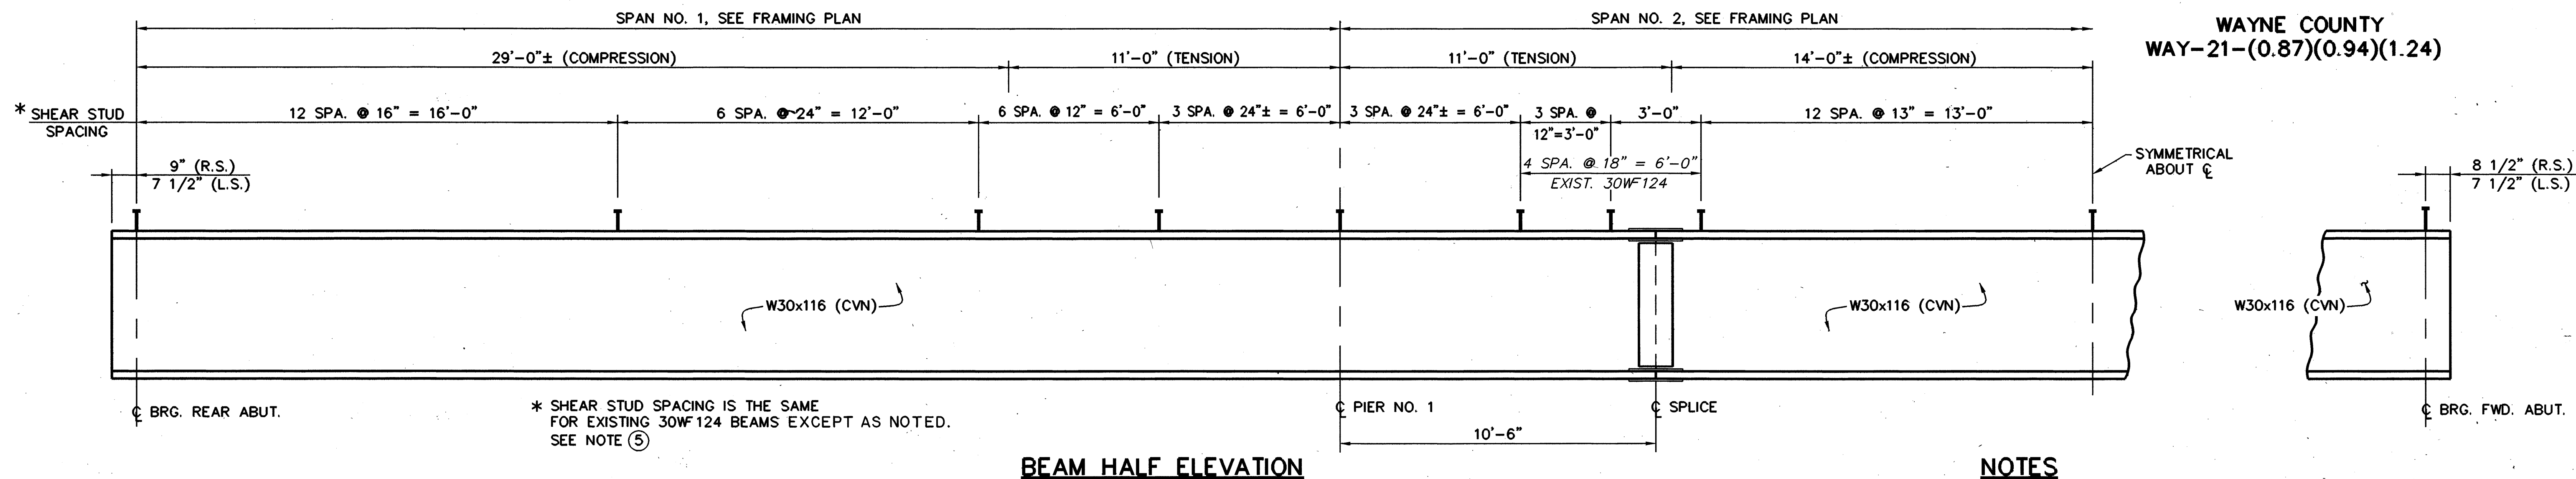 SPAN NO. 1, SEE FRAMING PLAN
SPAN NO. 2, SEE FRAMING PLAN
WAYNE COUNTY
WAY-21-(0.87)(0.94)(1.24)
29'-0"± (COMPRESSION)
11'-0" (TENSION)
11'-0" (TENSION)
14'-0"± (COMPRESSION)
* SHEAR STUD
SPACING
12 SPA. @ 16" = 16'-0"
6 SPA. @ 24" = 12'-0"
6 SPA. @ 12" = 6'-0"
3 SPA. @ 24"± = 6'-0"
3 SPA. @ 24"± = 6'-0"
3 SPA. @
12"=3'-0"
3'-0"
12 SPA. @ 13" = 13'-0"
4 SPA. @ 18" = 6'-0"
EXIST. 30WF124
9" (R.S.)
7 1/2" (L.S.)
SYMMETRICAL
ABOUT ℄
8 1/2" (R.S.)
7 1/2" (L.S.)
W30x116 (CVN)
W30x116 (CVN)
W30x116 (CVN)
℄ BRG. REAR ABUT.
* SHEAR STUD SPACING IS THE SAME
FOR EXISTING 30WF124 BEAMS EXCEPT AS NOTED.
SEE NOTE ⑤
℄ PIER NO. 1
℄ SPLICE
℄ BRG. FWD. ABUT.
10'-6"
BEAM HALF ELEVATION
NOTES